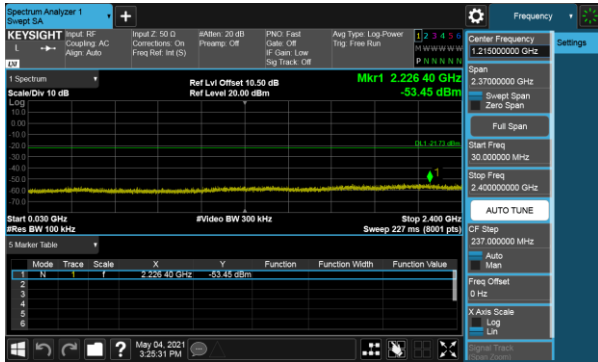 Spectrum Analyzer 1
Swept SA
Frequency
KEYSIGHT
L
Input: RF
Coupling: AC
Align: Auto
Input Z: 50 Ω
Corrections: On
Freq Ref: Int (S)
#Atten: 20 dB
Preamp: Off
PNO: Fast
Gate: Off
IF Gain: Low
Sig Track: Off
Avg Type: Log-Power
Trig: Free Run
1 2 3 4 5 6
M W W W W W
P N N N N N
1 Spectrum
Scale/Div 10 dB
Ref Lvl Offset 10.50 dB
Ref Level 20.00 dBm
Mkr1 2.226 40 GHz
-53.45 dBm
Log
10.0
0.00
-10.0
-20.0
-30.0
-40.0
-50.0
-60.0
-70.0
DL1 -21.73 dBm
1
Start 0.030 GHz
#Res BW 100 kHz
#Video BW 300 kHz
Stop 2.400 GHz
Sweep 227 ms (8001 pts)
5 Marker Table
Mode Trace Scale X Y Function Function Width Function Value
1 N 1 f 2.226 40 GHz -53.45 dBm
2
3
4
5
6
May 04, 2021
3:25:31 PM
Center Frequency
1.215000000 GHz
Settings
Span
2.37000000 GHz
Swept Span
Zero Span
Full Span
Start Freq
30.000000 MHz
Stop Freq
2.400000000 GHz
AUTO TUNE
CF Step
237.000000 MHz
Auto
Man
Freq Offset
0 Hz
X Axis Scale
Log
Lin
Signal Track
(Span Zoom)